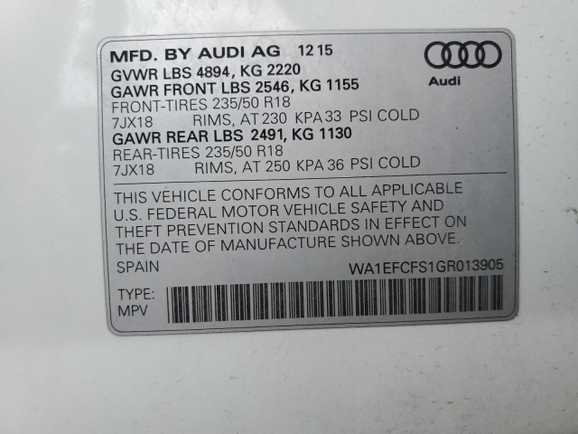 MFD. BY AUDI AG 12 15
GVWR LBS 4894, KG 2220
GAWR FRONT LBS 2546, KG 1155
FRONT-TIRES 235/50 R18
7JX18 RIMS, AT 230 KPA 33 PSI COLD
GAWR REAR LBS 2491, KG 1130
REAR-TIRES 235/50 R18
7JX18 RIMS, AT 250 KPA 36 PSI COLD
Audi
THIS VEHICLE CONFORMS TO ALL APPLICABLE
U.S. FEDERAL MOTOR VEHICLE SAFETY AND
THEFT PREVENTION STANDARDS IN EFFECT ON
THE DATE OF MANUFACTURE SHOWN ABOVE.
SPAIN WA1EFCFS1GR013905
TYPE:
MPV